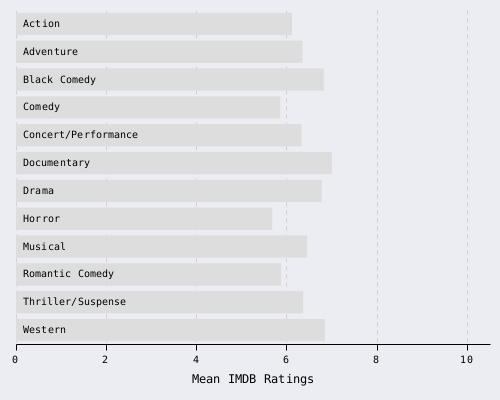 Action
Adventure
Black Comedy
Comedy
Concert/Performance
Documentary
Drama
Horror
Musical
Romantic Comedy
Thriller/Suspense
Western
0 2 4 6 8 10
Mean IMDB Ratings